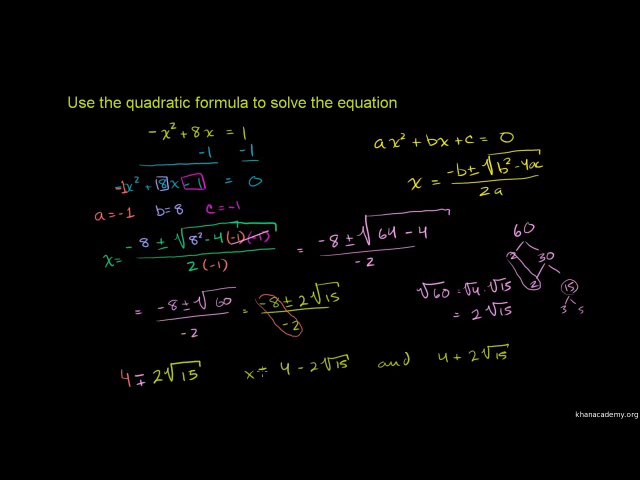 Use the quadratic formula to solve the equation
-x² + 8x = 1
-1 -1
-1x² + 8x - 1 = 0
a = -1 b = 8 c = -1
ax² + bx + c = 0
x = (-b ± √(b² - 4ac)) / 2a
x = (-8 ± √(8² - 4(-1)(-1))) / 2(-1) = (-8 ± √(64 - 4)) / -2
= (-8 ± √60) / -2 = (-8 ± 2√15) / -2
60
2 30
2 15
3 5
√60 = √4 · √15
= 2√15
4 ∓ 2√15 x = 4 - 2√15 and 4 + 2√15
khanacademy.org